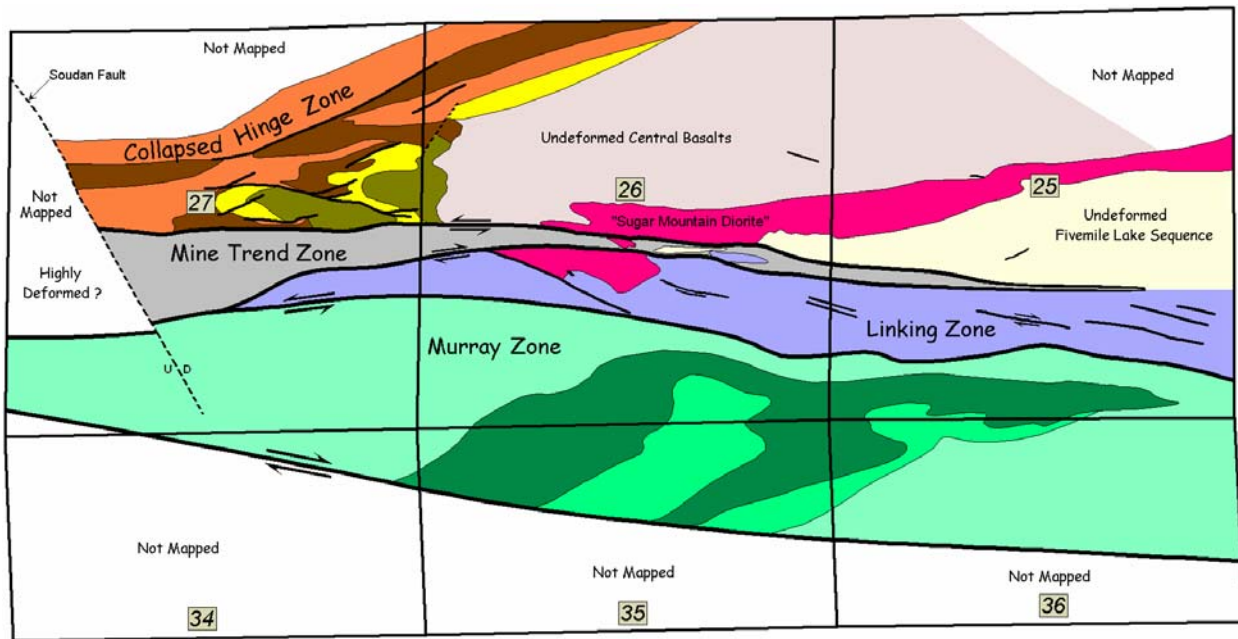 Not Mapped
Soudan Fault
Not Mapped
Collapsed Hinge Zone
Undeformed Central Basalts
27
26
25
Not
Mapped
"Sugar Mountain Diorite"
Undeformed
Fivemile Lake Sequence
Mine Trend Zone
Highly
Deformed ?
Linking Zone
Murray Zone
U D
Not Mapped
Not Mapped
Not Mapped
34
35
36